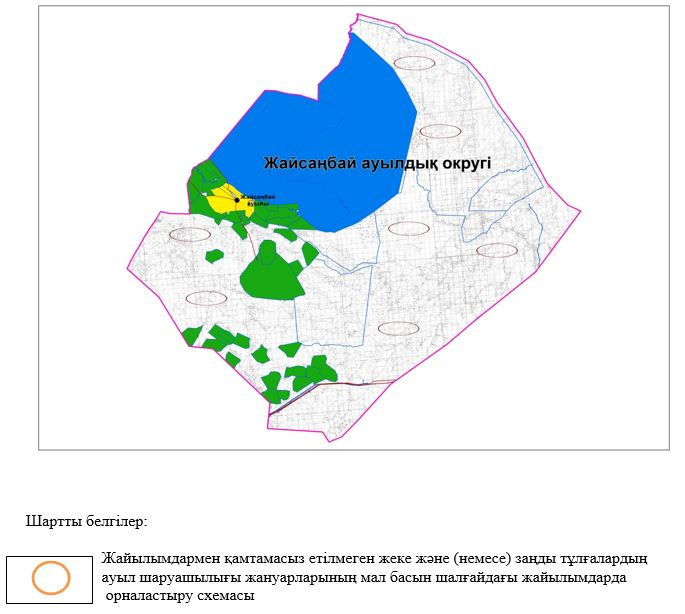 Жайсаңбай ауылдық округі
Жайсаңбай
ауылы
Шартты белгілер:
Жайылымдармен қамтамасыз етілмеген жеке және (немесе) заңды тұлғалардың
ауыл шаруашылығы жануарларының мал басын шалғайдағы жайылымдарда
орналастыру схемасы